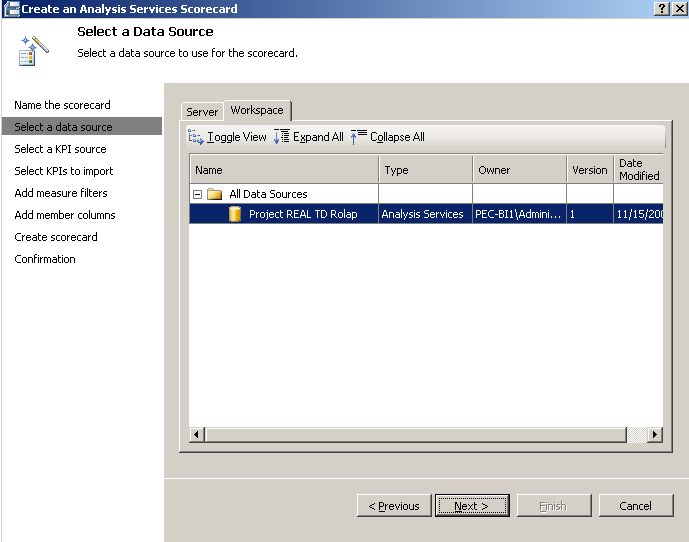 Create an Analysis Services Scorecard
Select a Data Source
Select a data source to use for the scorecard.
Name the scorecard
Select a data source
Select a KPI source
Select KPIs to import
Add measure filters
Add member columns
Create scorecard
Confirmation
Server Workspace
Toggle View Expand All Collapse All
Name Type Owner Version Date Modified
All Data Sources
Project REAL TD Rolap Analysis Services PEC-BI1\Admini... 1 11/15/200
< Previous Next > Finish Cancel